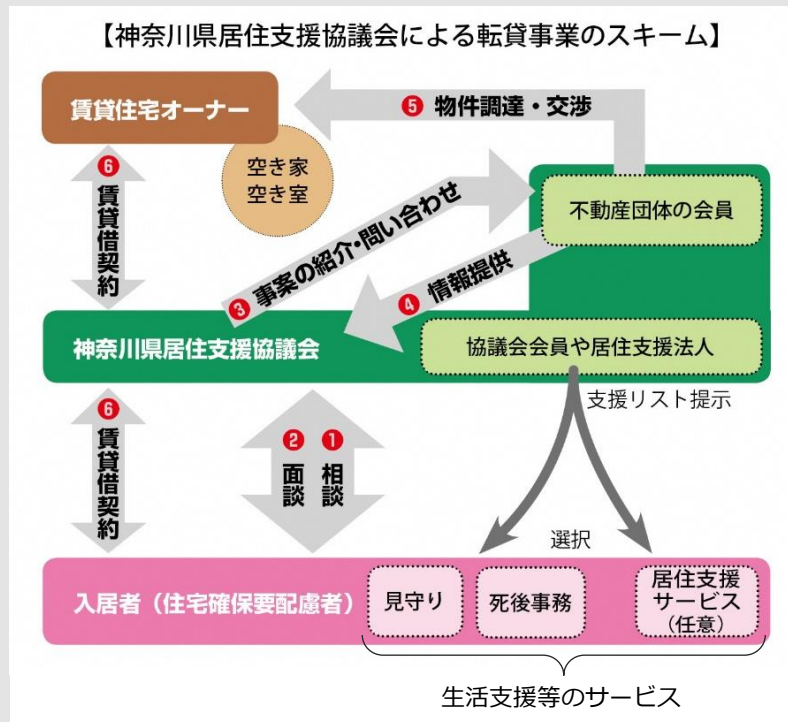 【神奈川県居住支援協議会による転貸事業のスキーム】
賃貸住宅オーナー
❺ 物件調達・交渉
空き家
空き室
❻ 賃貸借契約
不動産団体の会員
❸ 事案の紹介・問い合わせ
❹ 情報提供
神奈川県居住支援協議会
協議会会員や居住支援法人
支援リスト提示
❻ 賃貸借契約
❷ 面談
❶ 相談
選択
入居者（住宅確保要配慮者）
見守り
死後事務
居住支援
サービス
（任意）
生活支援等のサービス